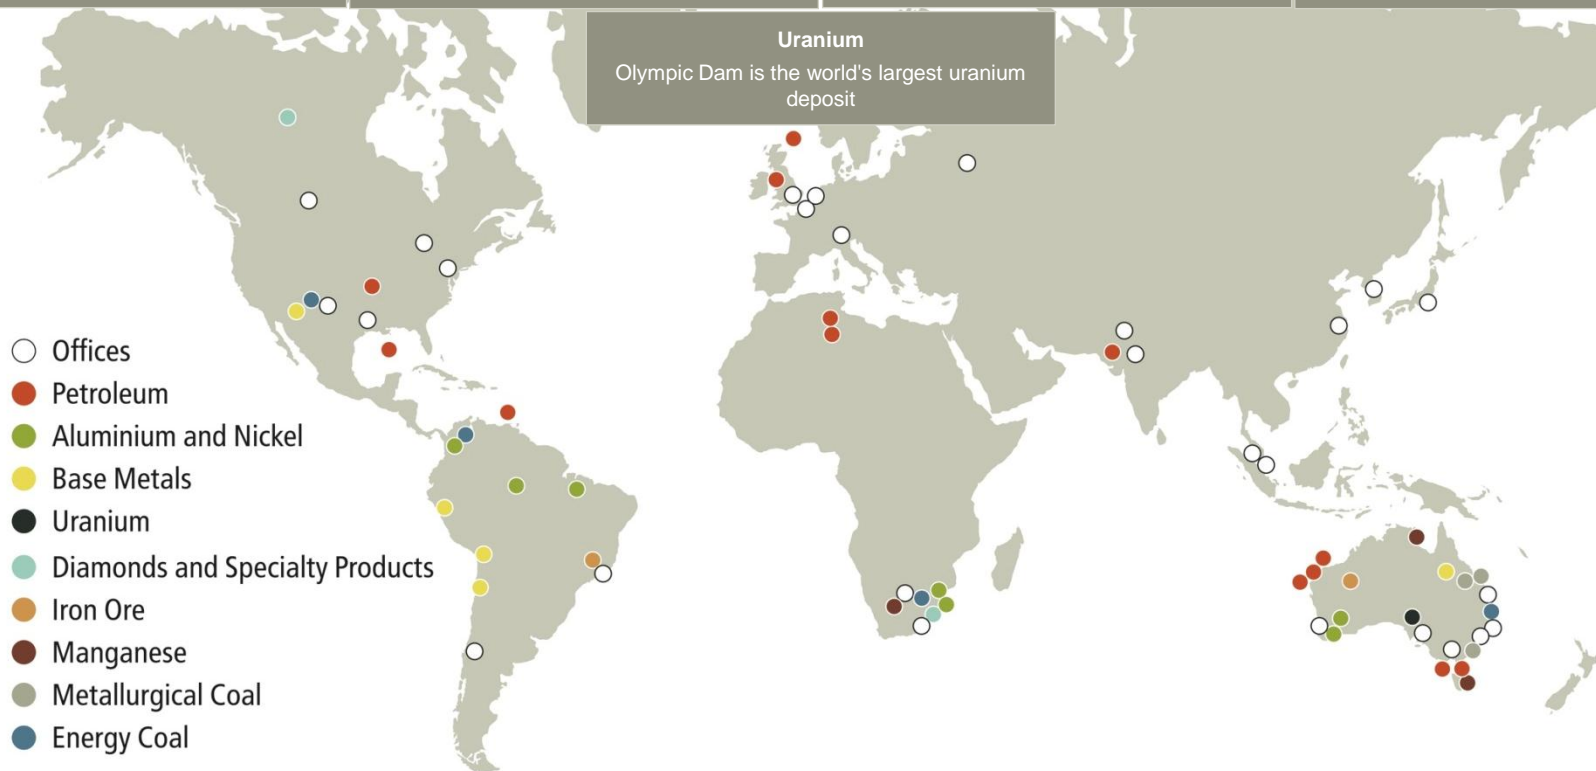 Uranium
Olympic Dam is the world's largest uranium
deposit
Offices
Petroleum
Aluminium and Nickel
Base Metals
Uranium
Diamonds and Specialty Products
Iron Ore
Manganese
Metallurgical Coal
Energy Coal